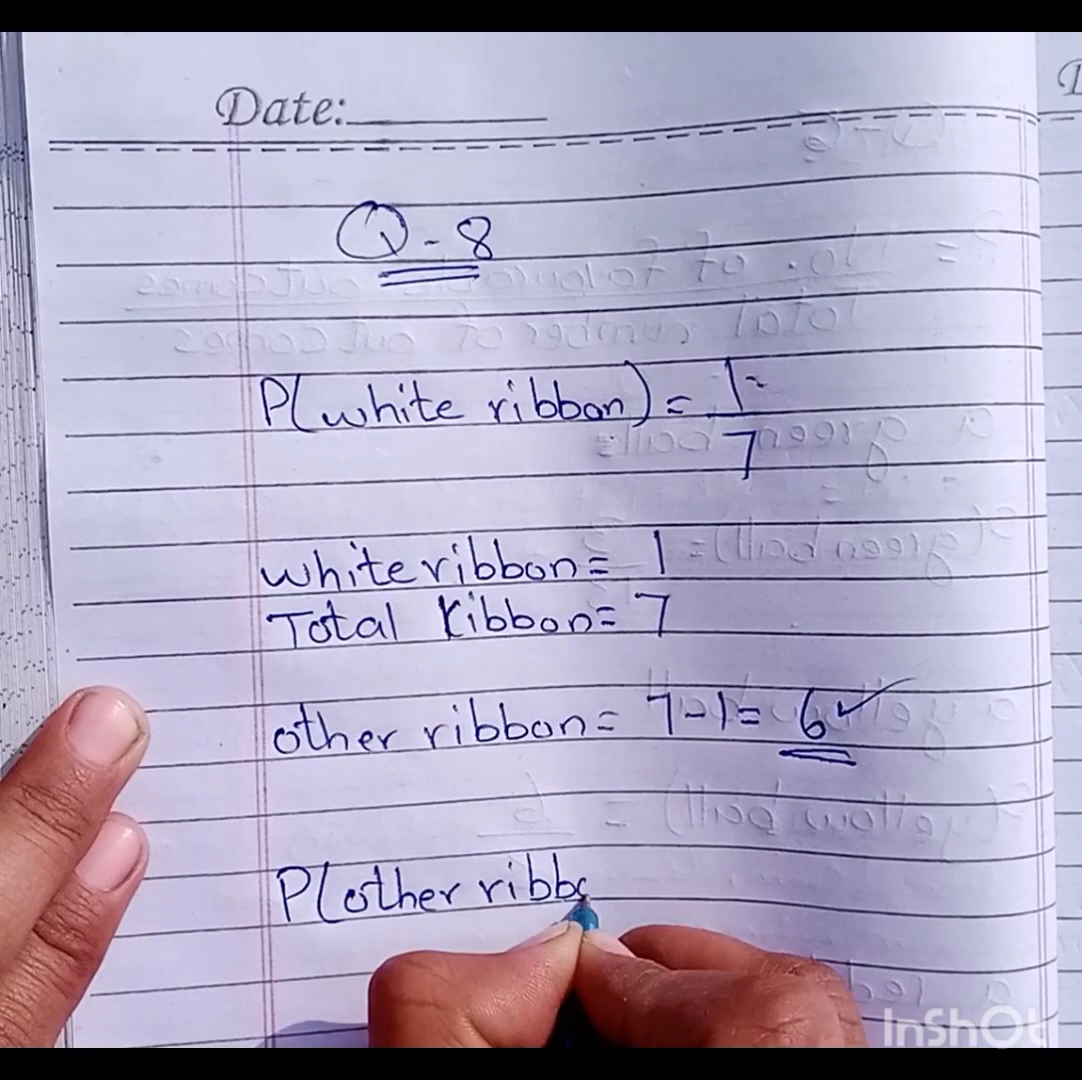 Date:
Q-8
P(white ribbon) = 1/7
white ribbon = 1
Total Ribbon = 7
other ribbon = 7-1 = 6 ✓
P(other ribbo
InShOt